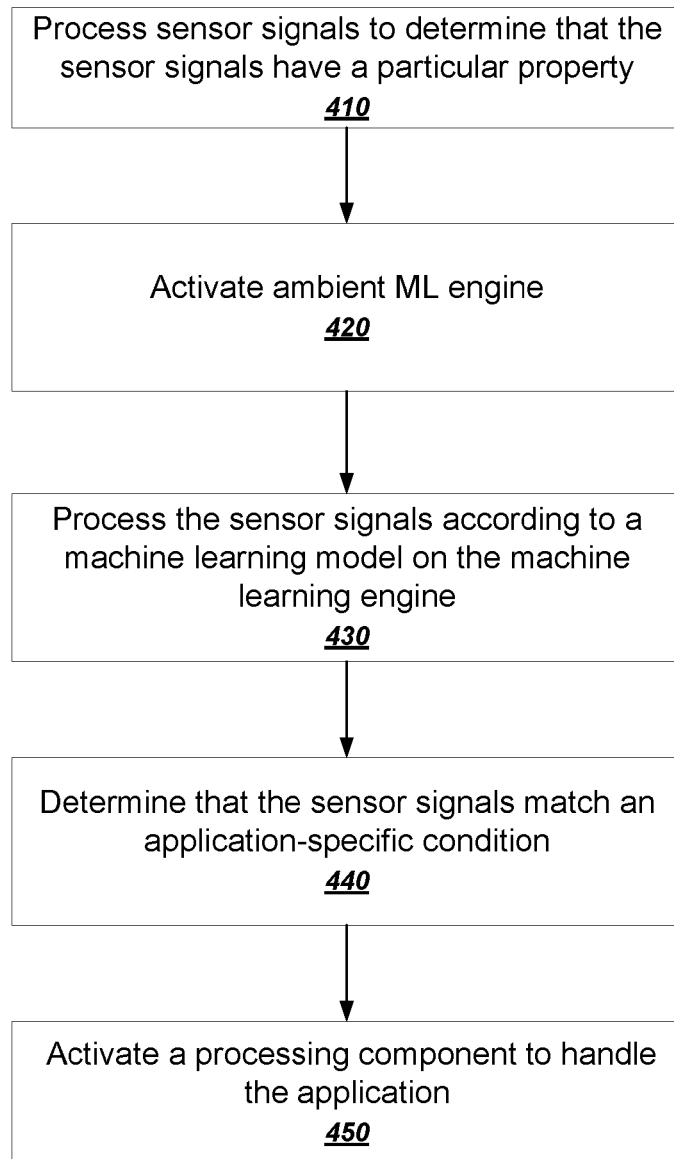 Process sensor signals to determine that the
sensor signals have a particular property
410
Activate ambient ML engine
420
Process the sensor signals according to a
machine learning model on the machine
learning engine
430
Determine that the sensor signals match an
application-specific condition
440
Activate a processing component to handle
the application
450